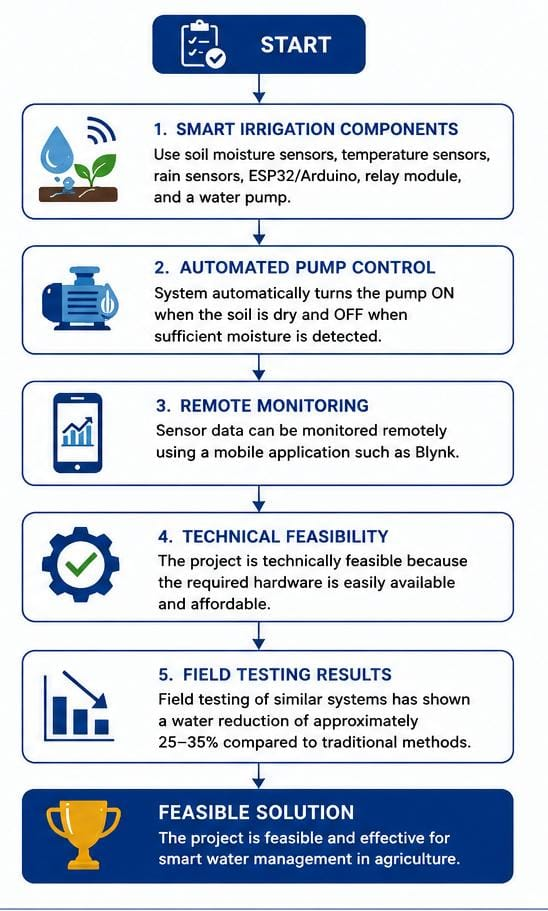 START
1. SMART IRRIGATION COMPONENTS
Use soil moisture sensors, temperature sensors,
rain sensors, ESP32/Arduino, relay module,
and a water pump.
2. AUTOMATED PUMP CONTROL
System automatically turns the pump ON
when the soil is dry and OFF when
sufficient moisture is detected.
3. REMOTE MONITORING
Sensor data can be monitored remotely
using a mobile application such as Blynk.
4. TECHNICAL FEASIBILITY
The project is technically feasible because
the required hardware is easily available
and affordable.
5. FIELD TESTING RESULTS
Field testing of similar systems has shown
a water reduction of approximately
25–35% compared to traditional methods.
FEASIBLE SOLUTION
The project is feasible and effective for
smart water management in agriculture.